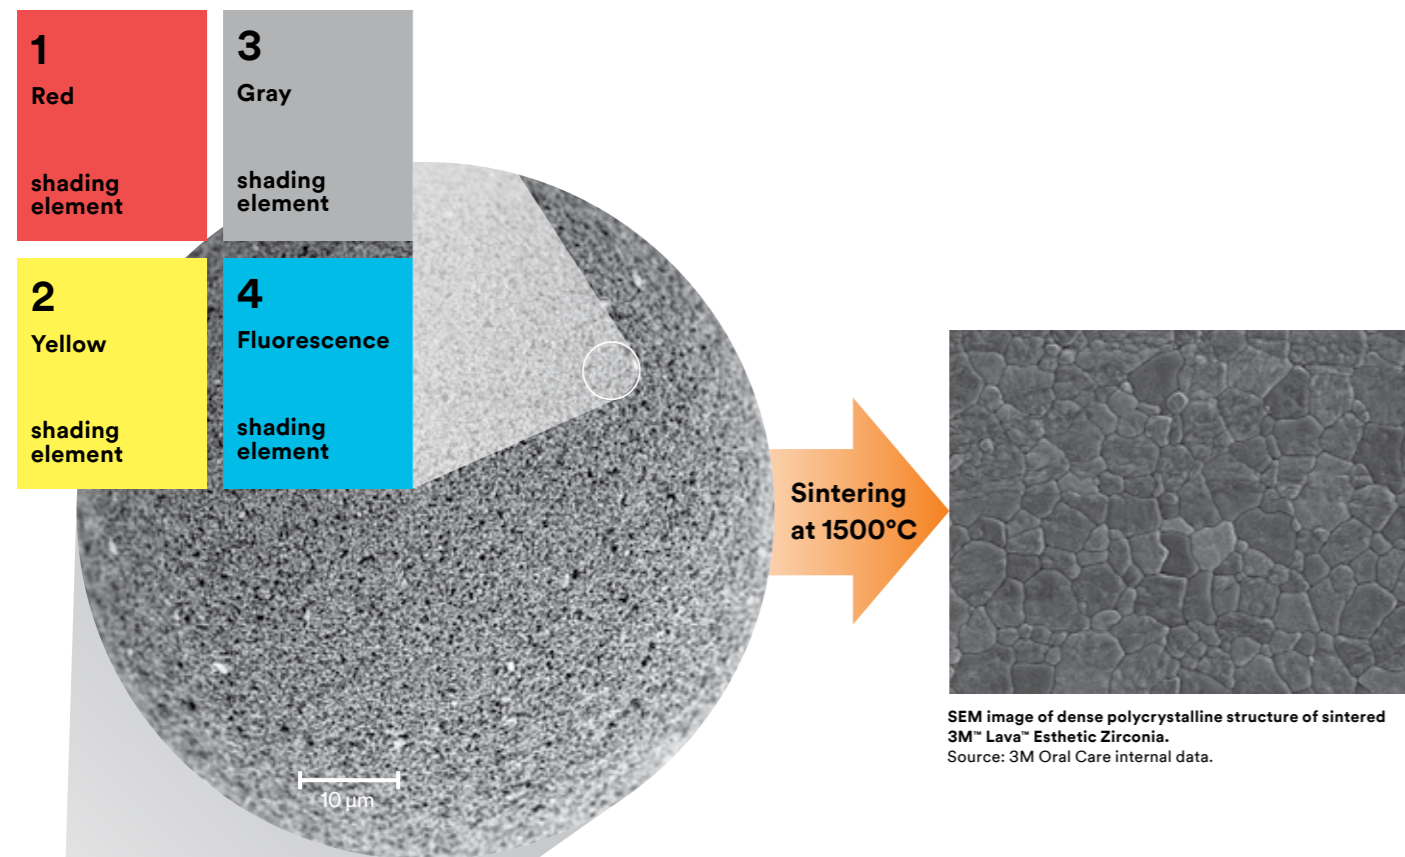 1
Red
shading
element
3
Gray
shading
element
2
Yellow
shading
element
4
Fluorescence
shading
element
Sintering
at 1500°C
10 µm
SEM image of dense polycrystalline structure of sintered
3M™ Lava™ Esthetic Zirconia.
Source: 3M Oral Care internal data.